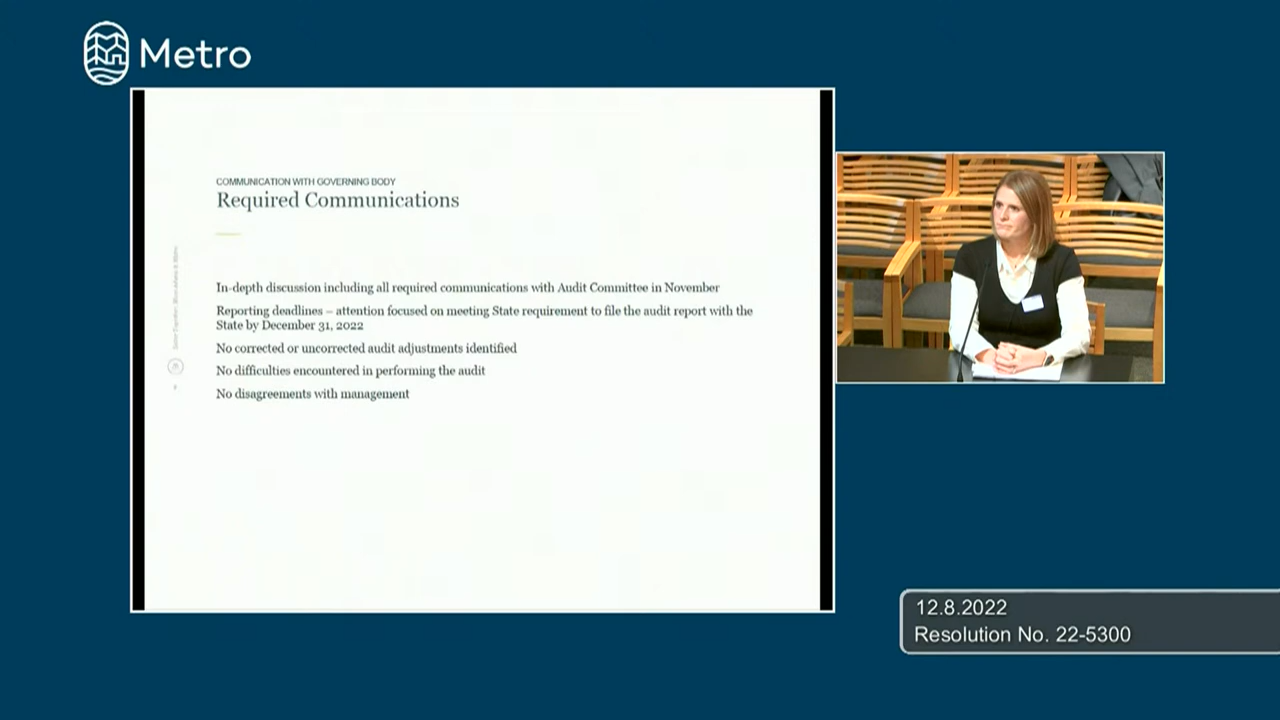 Metro
COMMUNICATION WITH GOVERNING BODY
Required Communications
In-depth discussion including all required communications with Audit Committee in November
Reporting deadlines – attention focused on meeting State requirement to file the audit report with the
State by December 31, 2022
No corrected or uncorrected audit adjustments identified
No difficulties encountered in performing the audit
No disagreements with management
12.8.2022
Resolution No. 22-5300